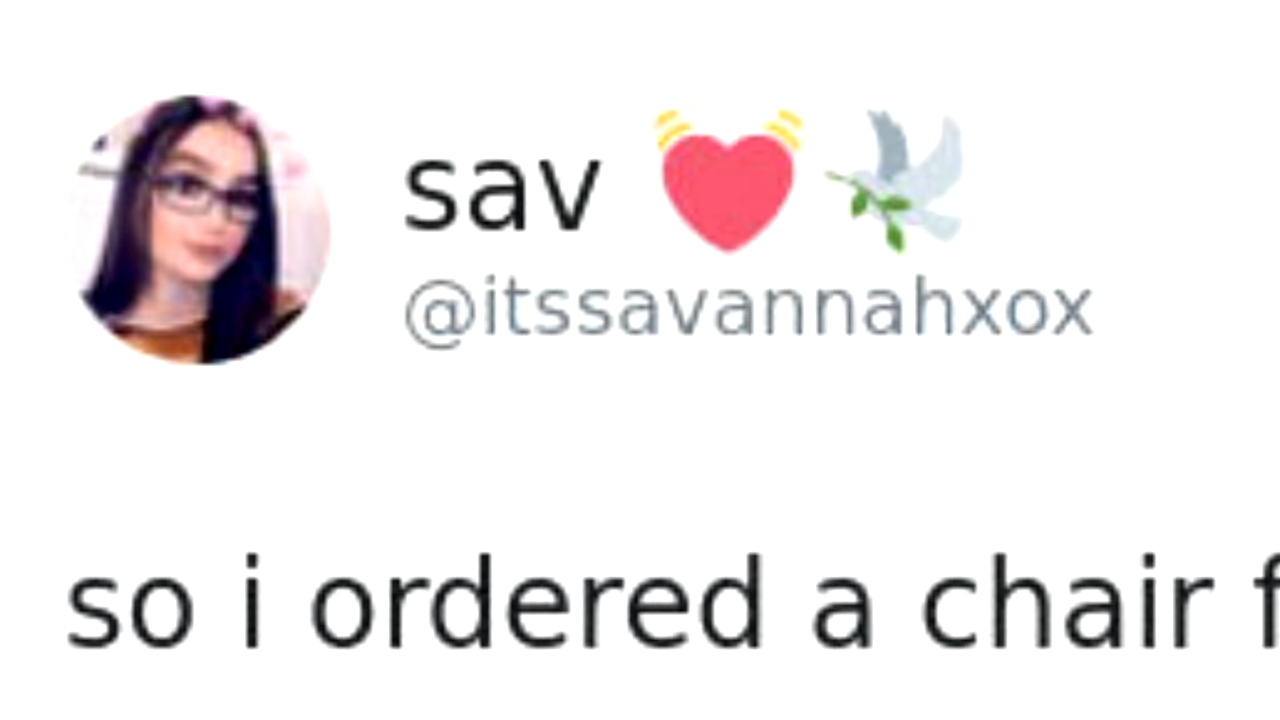 sav 💓 🕊️
@itssavannahxox
so i ordered a chair f